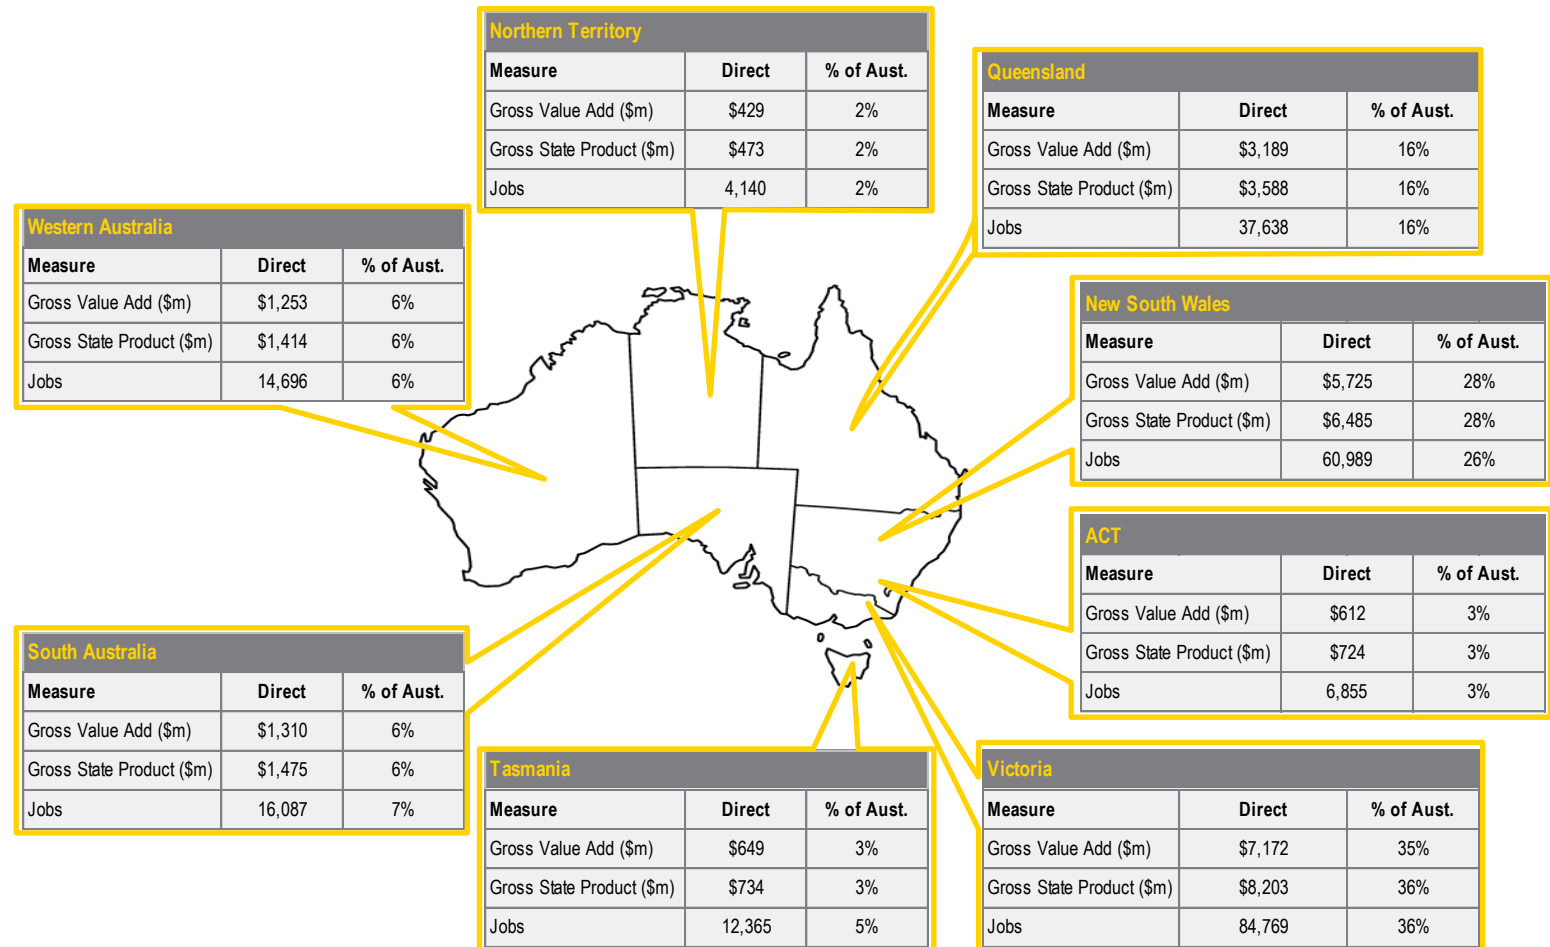 Northern Territory
Measure Direct % of Aust.
Gross Value Add ($m) $429 2%
Gross State Product ($m) $473 2%
Jobs 4,140 2%
Queensland
Measure Direct % of Aust.
Gross Value Add ($m) $3,189 16%
Gross State Product ($m) $3,588 16%
Jobs 37,638 16%
Western Australia
Measure Direct % of Aust.
Gross Value Add ($m) $1,253 6%
Gross State Product ($m) $1,414 6%
Jobs 14,696 6%
New South Wales
Measure Direct % of Aust.
Gross Value Add ($m) $5,725 28%
Gross State Product ($m) $6,485 28%
Jobs 60,989 26%
ACT
Measure Direct % of Aust.
Gross Value Add ($m) $612 3%
Gross State Product ($m) $724 3%
Jobs 6,855 3%
South Australia
Measure Direct % of Aust.
Gross Value Add ($m) $1,310 6%
Gross State Product ($m) $1,475 6%
Jobs 16,087 7%
Tasmania
Measure Direct % of Aust.
Gross Value Add ($m) $649 3%
Gross State Product ($m) $734 3%
Jobs 12,365 5%
Victoria
Measure Direct % of Aust.
Gross Value Add ($m) $7,172 35%
Gross State Product ($m) $8,203 36%
Jobs 84,769 36%